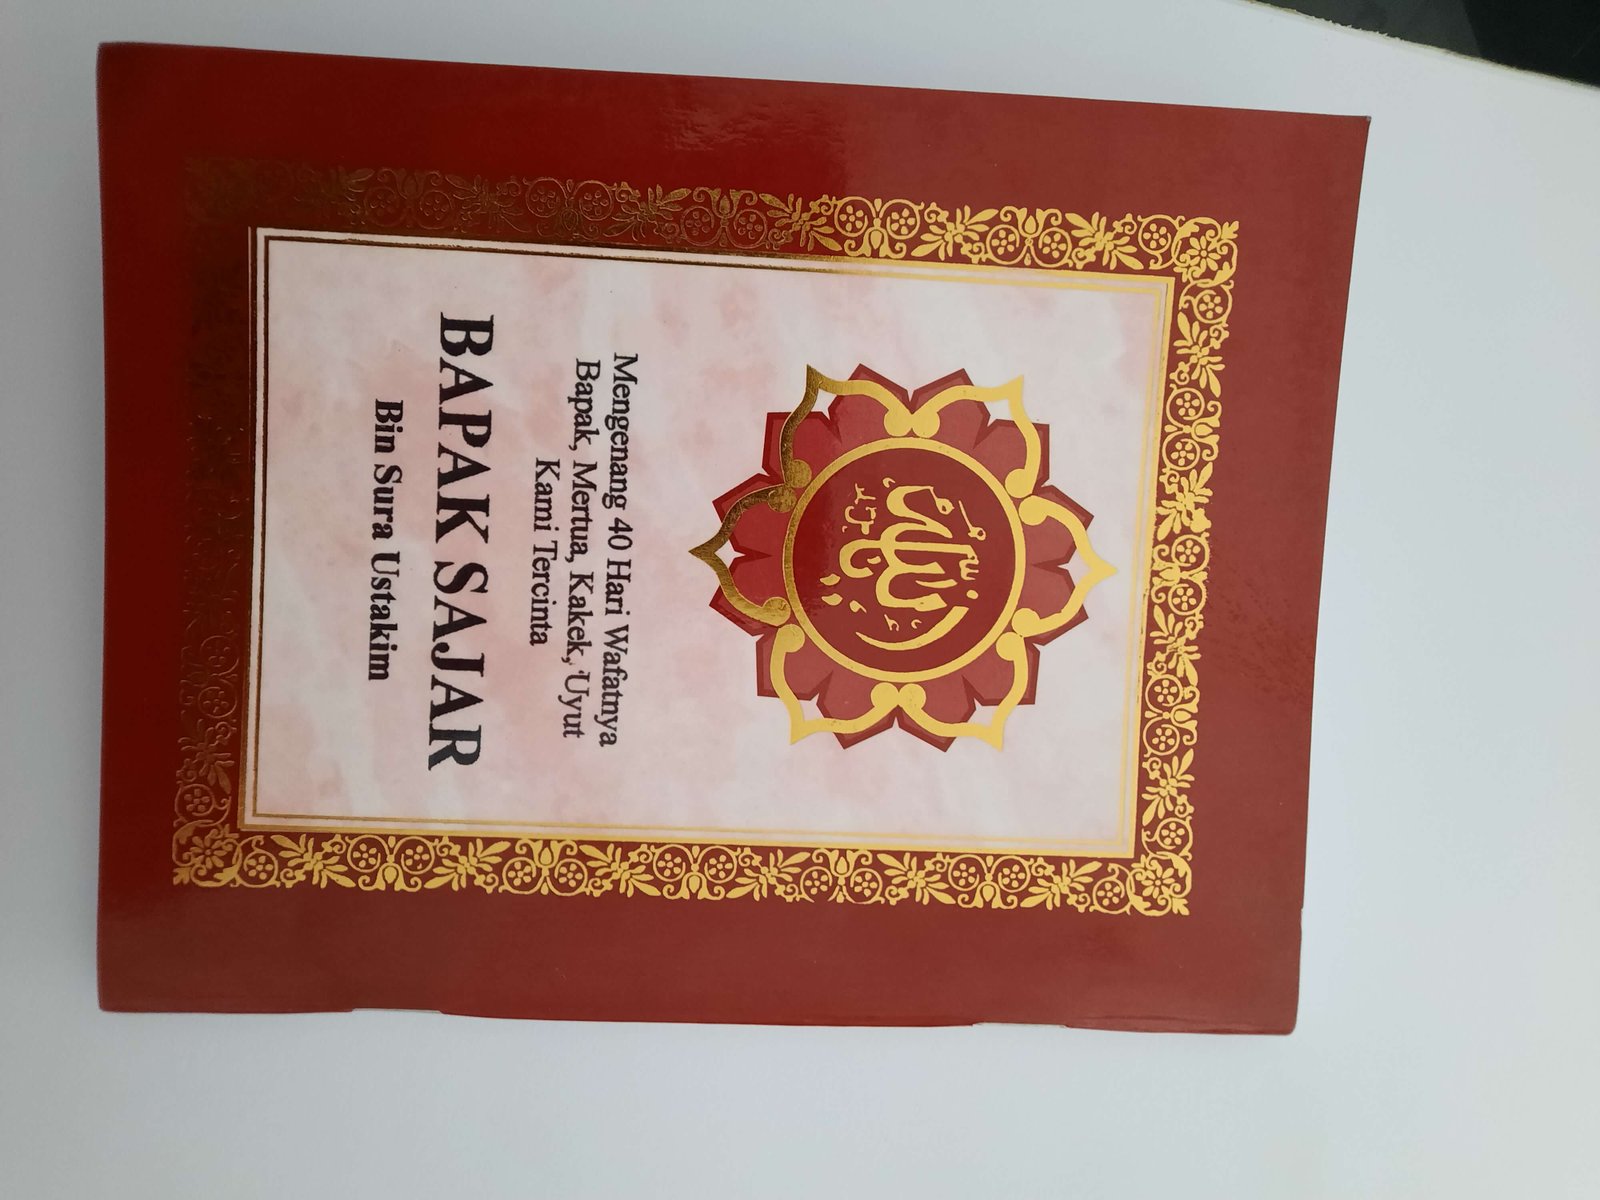 Mengenang 40 Hari Wafatnya
Bapak, Mertua, Kakek, Uyut
Kami Tercinta
BAPAK SAJAR
Bin Sura Ustakim